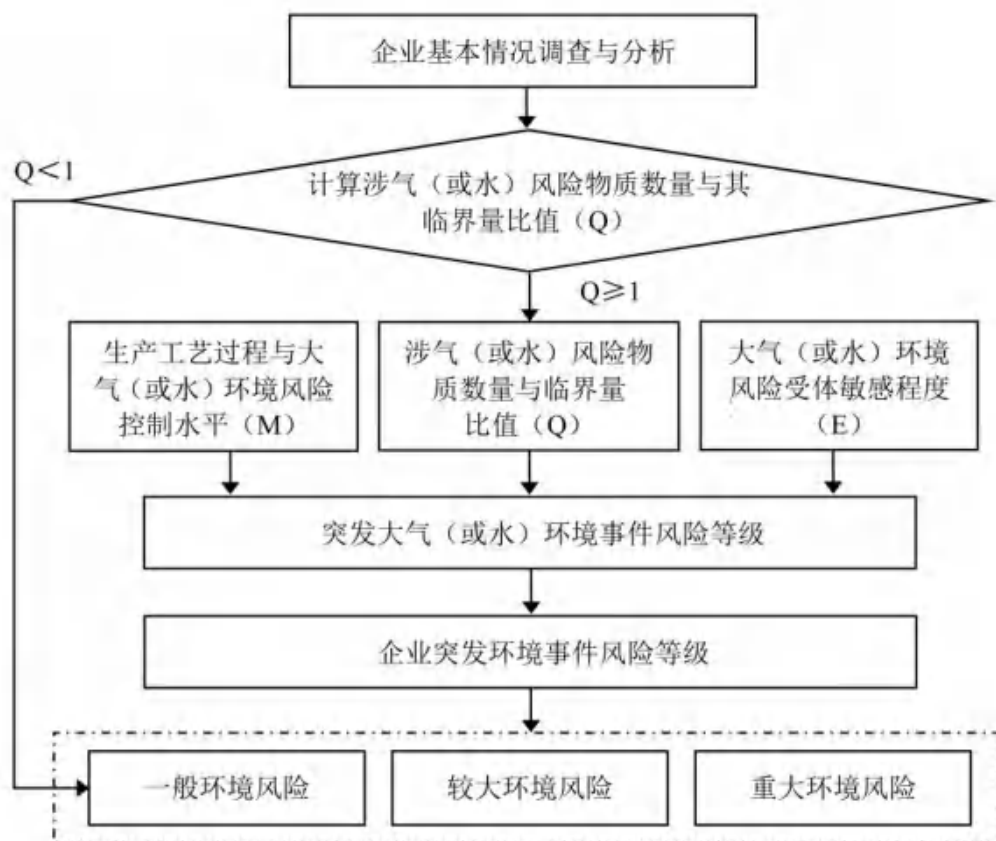 企业基本情况调查与分析
Q＜1
计算涉气（或水）风险物质数量与其
临界量比值（Q）
Q≥1
生产工艺过程与大
气（或水）环境风险
控制水平（M）
涉气（或水）风险物
质数量与临界量
比值（Q）
大气（或水）环境
风险受体敏感程度
（E）
突发大气（或水）环境事件风险等级
企业突发环境事件风险等级
一般环境风险
较大环境风险
重大环境风险